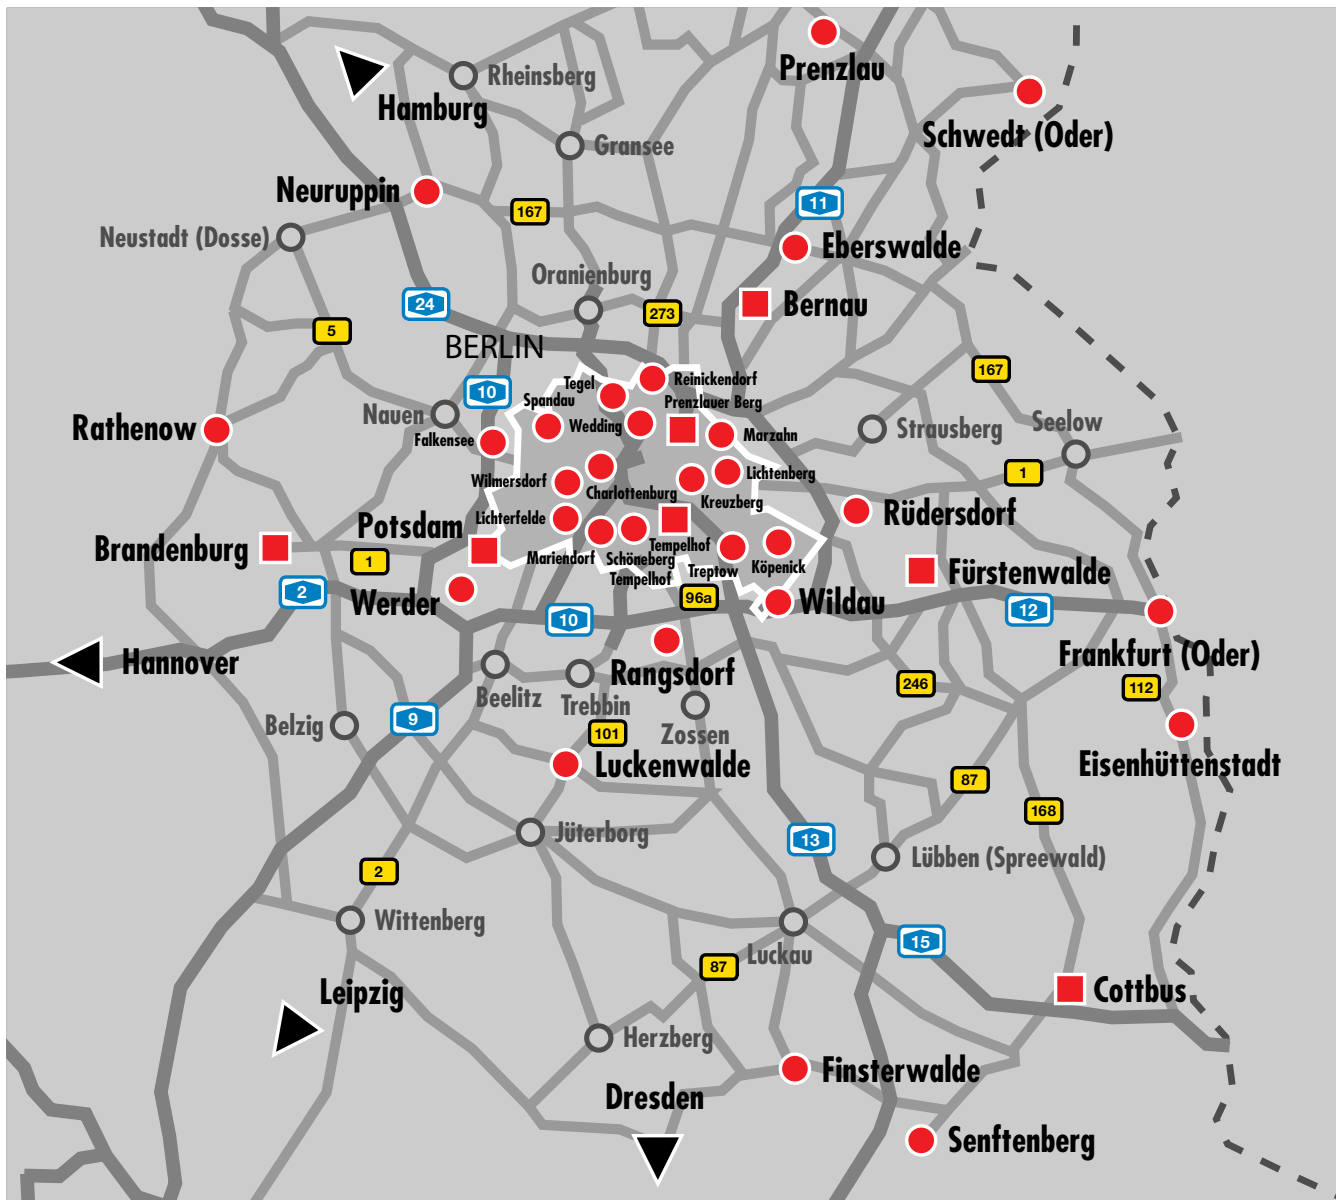 Prenzlau
Rheinsberg
Hamburg
Schwedt (Oder)
Gransee
Neuruppin
167
11
Neustadt (Dosse)
Eberswalde
Oranienburg
24
273
Bernau
5
BERLIN
167
10
Tegel
Reinickendorf
Spandau
Prenzlauer Berg
Nauen
Rathenow
Falkensee
Wedding
Marzahn
Strausberg
Seelow
Wilmersdorf
Charlottenburg
Lichtenberg
1
Kreuzberg
Lichterfelde
Rüdersdorf
Potsdam
Brandenburg
1
Mariendorf
Schöneberg
Tempelhof
Tempelhof
Treptow
Köpenick
Fürstenwalde
2
Werder
96a
Wildau
12
10
Hannover
Rangsdorf
Frankfurt (Oder)
Beelitz
Trebbin
246
112
Belzig
9
101
Zossen
Luckenwalde
Eisenhüttenstadt
87
168
Jüterborg
13
Lübben (Spreewald)
2
Wittenberg
15
Luckau
87
Leipzig
Cottbus
Herzberg
Finsterwalde
Dresden
Senftenberg